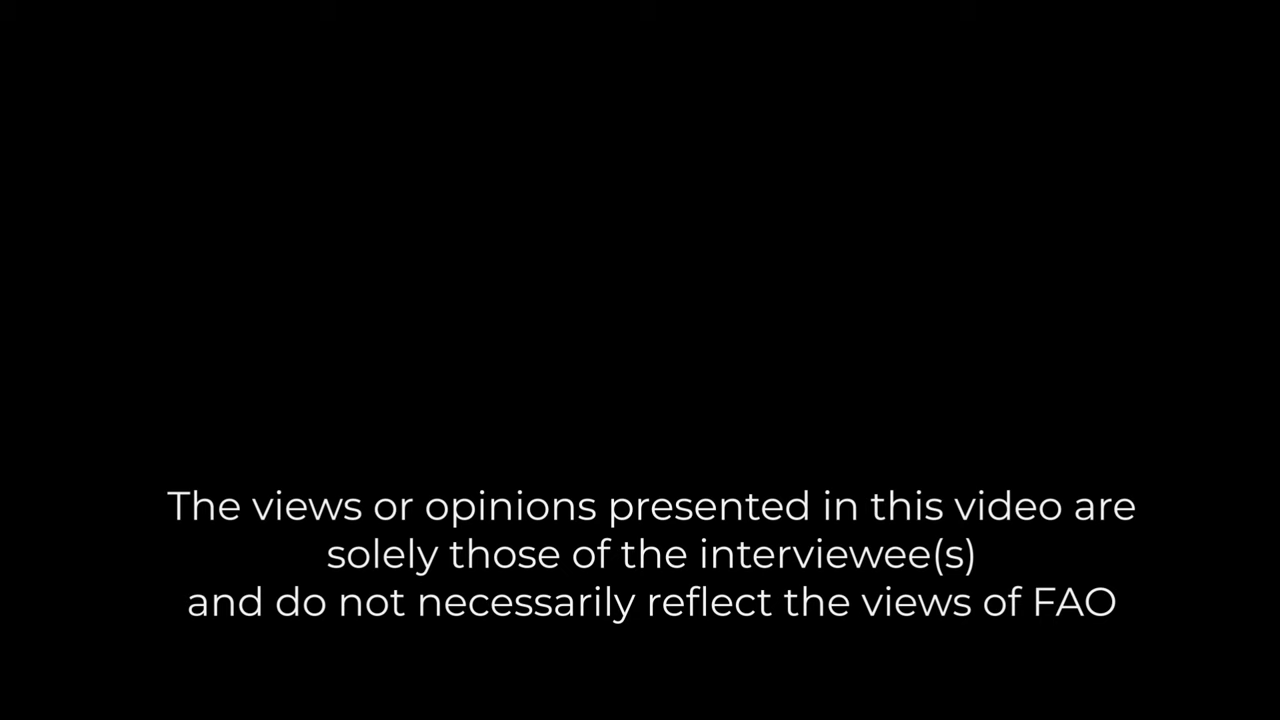 The views or opinions presented in this video are
solely those of the interviewee(s)
and do not necessarily reflect the views of FAO